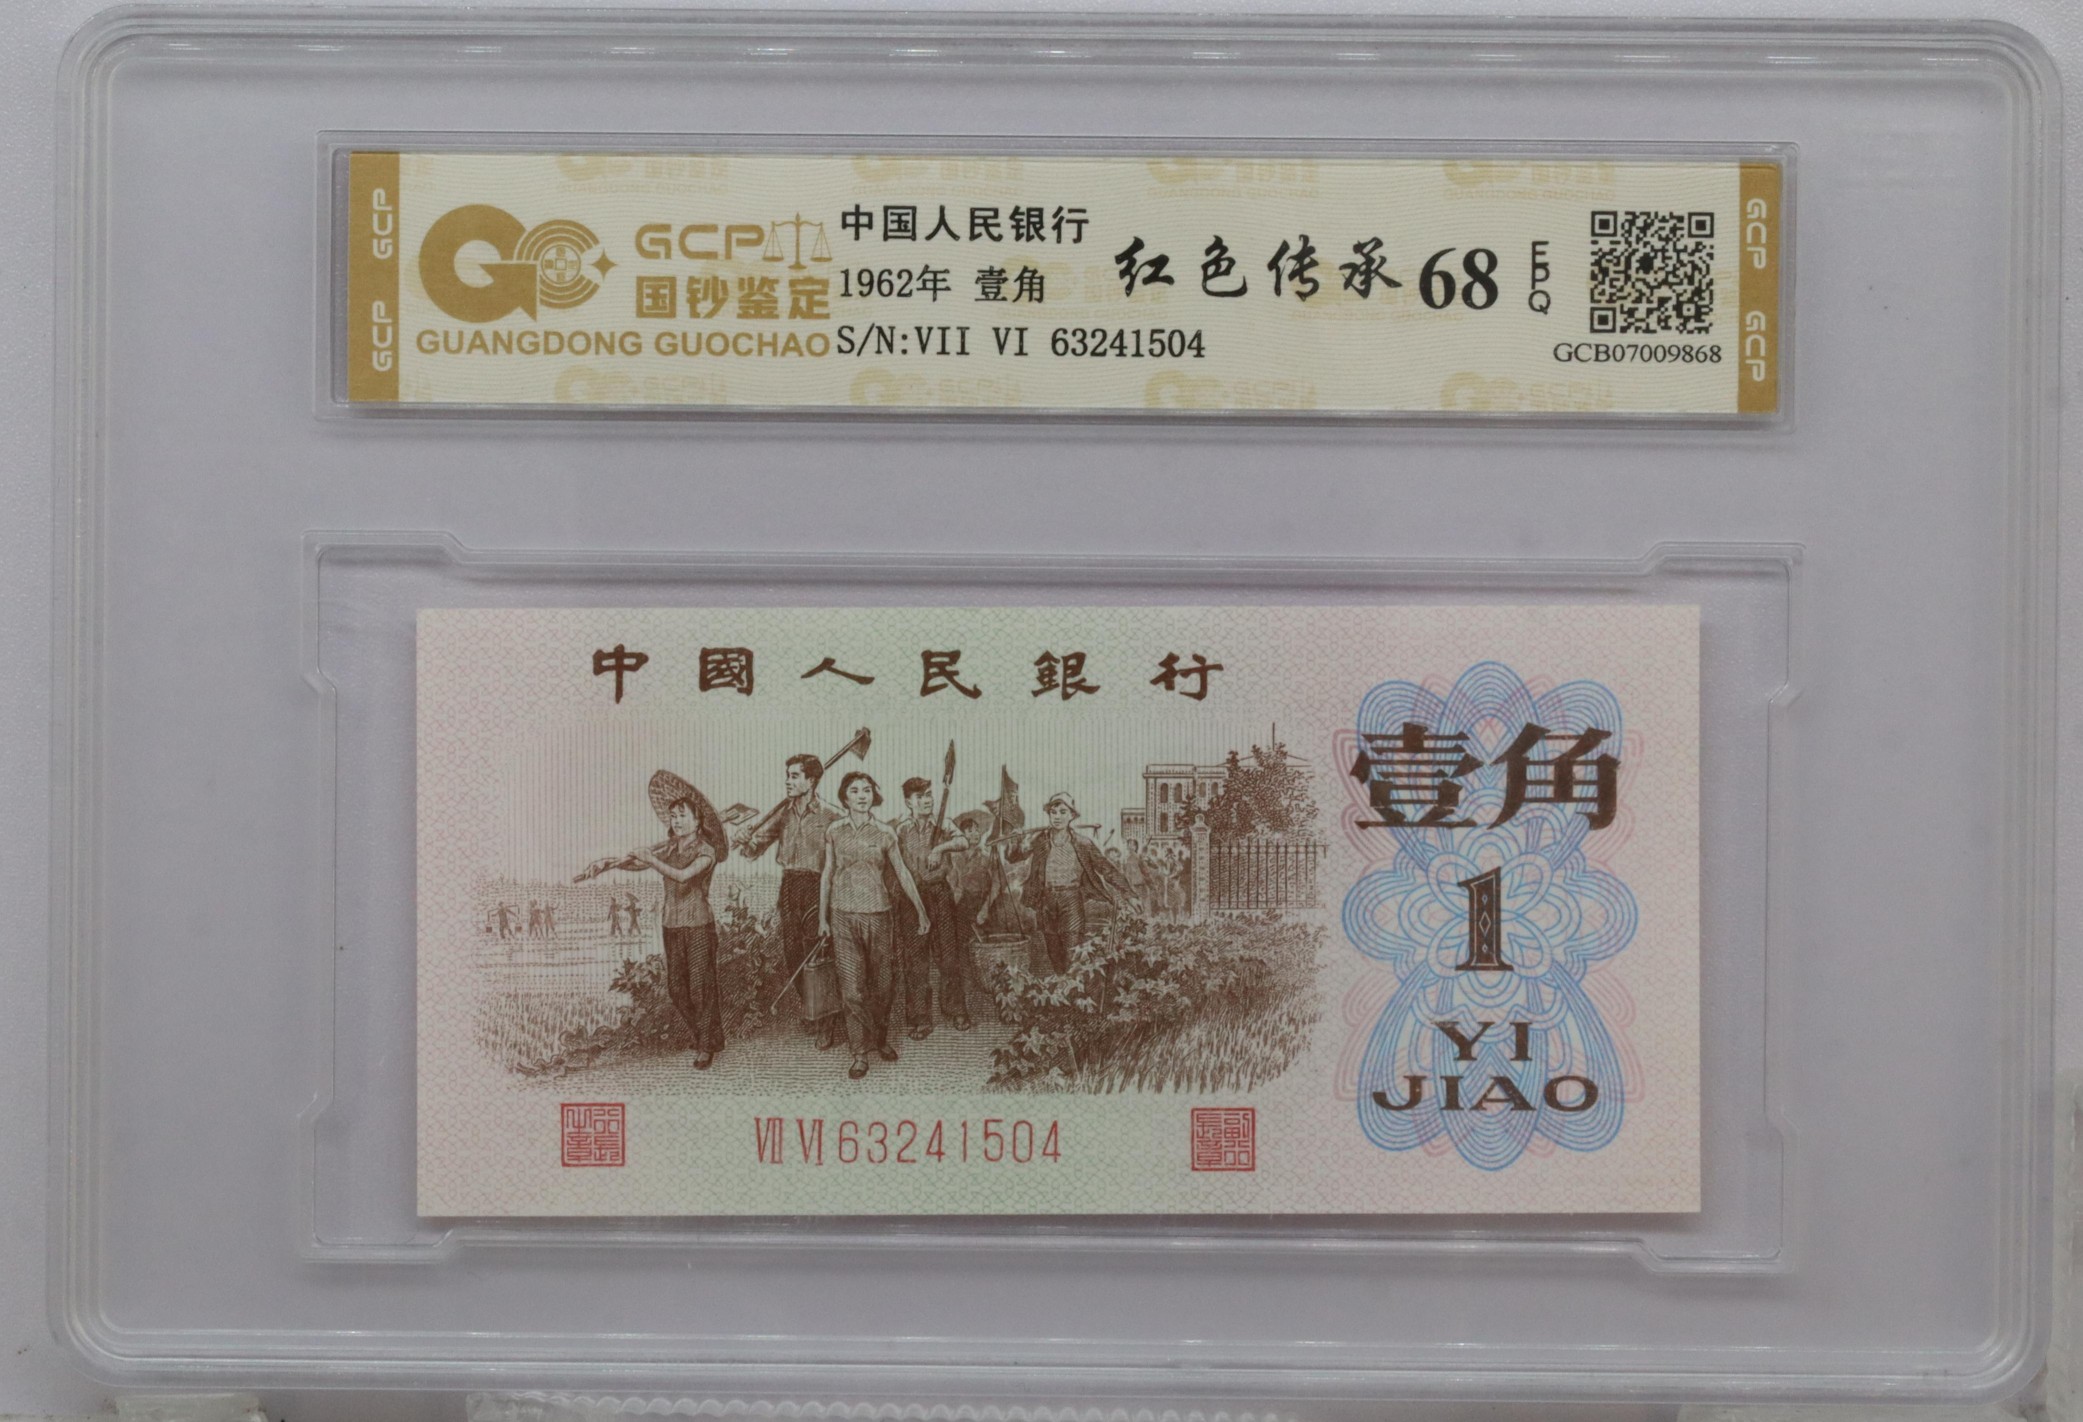 GCP GCP
GCP
国钞鉴定
GUANGDONG GUOCHAO
中国人民银行
1962年 壹角
S/N:VII VI 63241504
红色传承
68
EPQ
GCB07009868
GCP GCP
中國人民銀行
壹角
1
YI
JIAO
VII VI 63241504